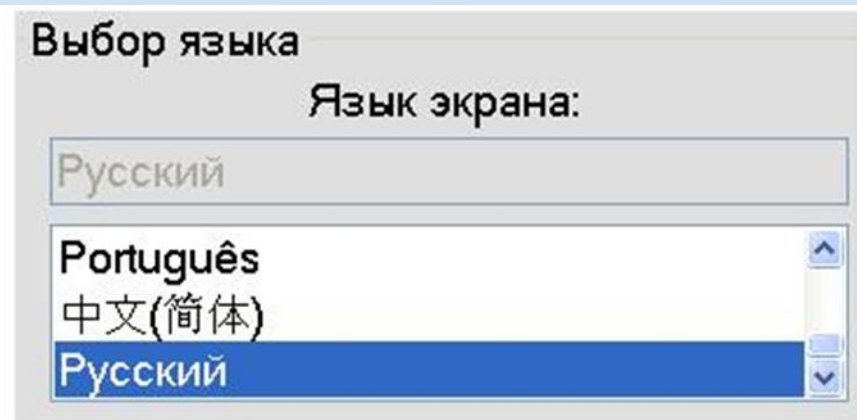 Выбор языка
Язык экрана:
Русский
Português
中文(简体)
Русский